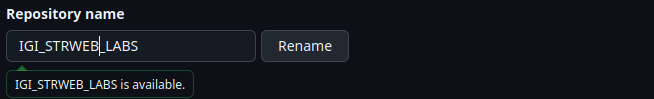 Repository name
IGI_STRWEB_LABS Rename
IGI_STRWEB_LABS is available.